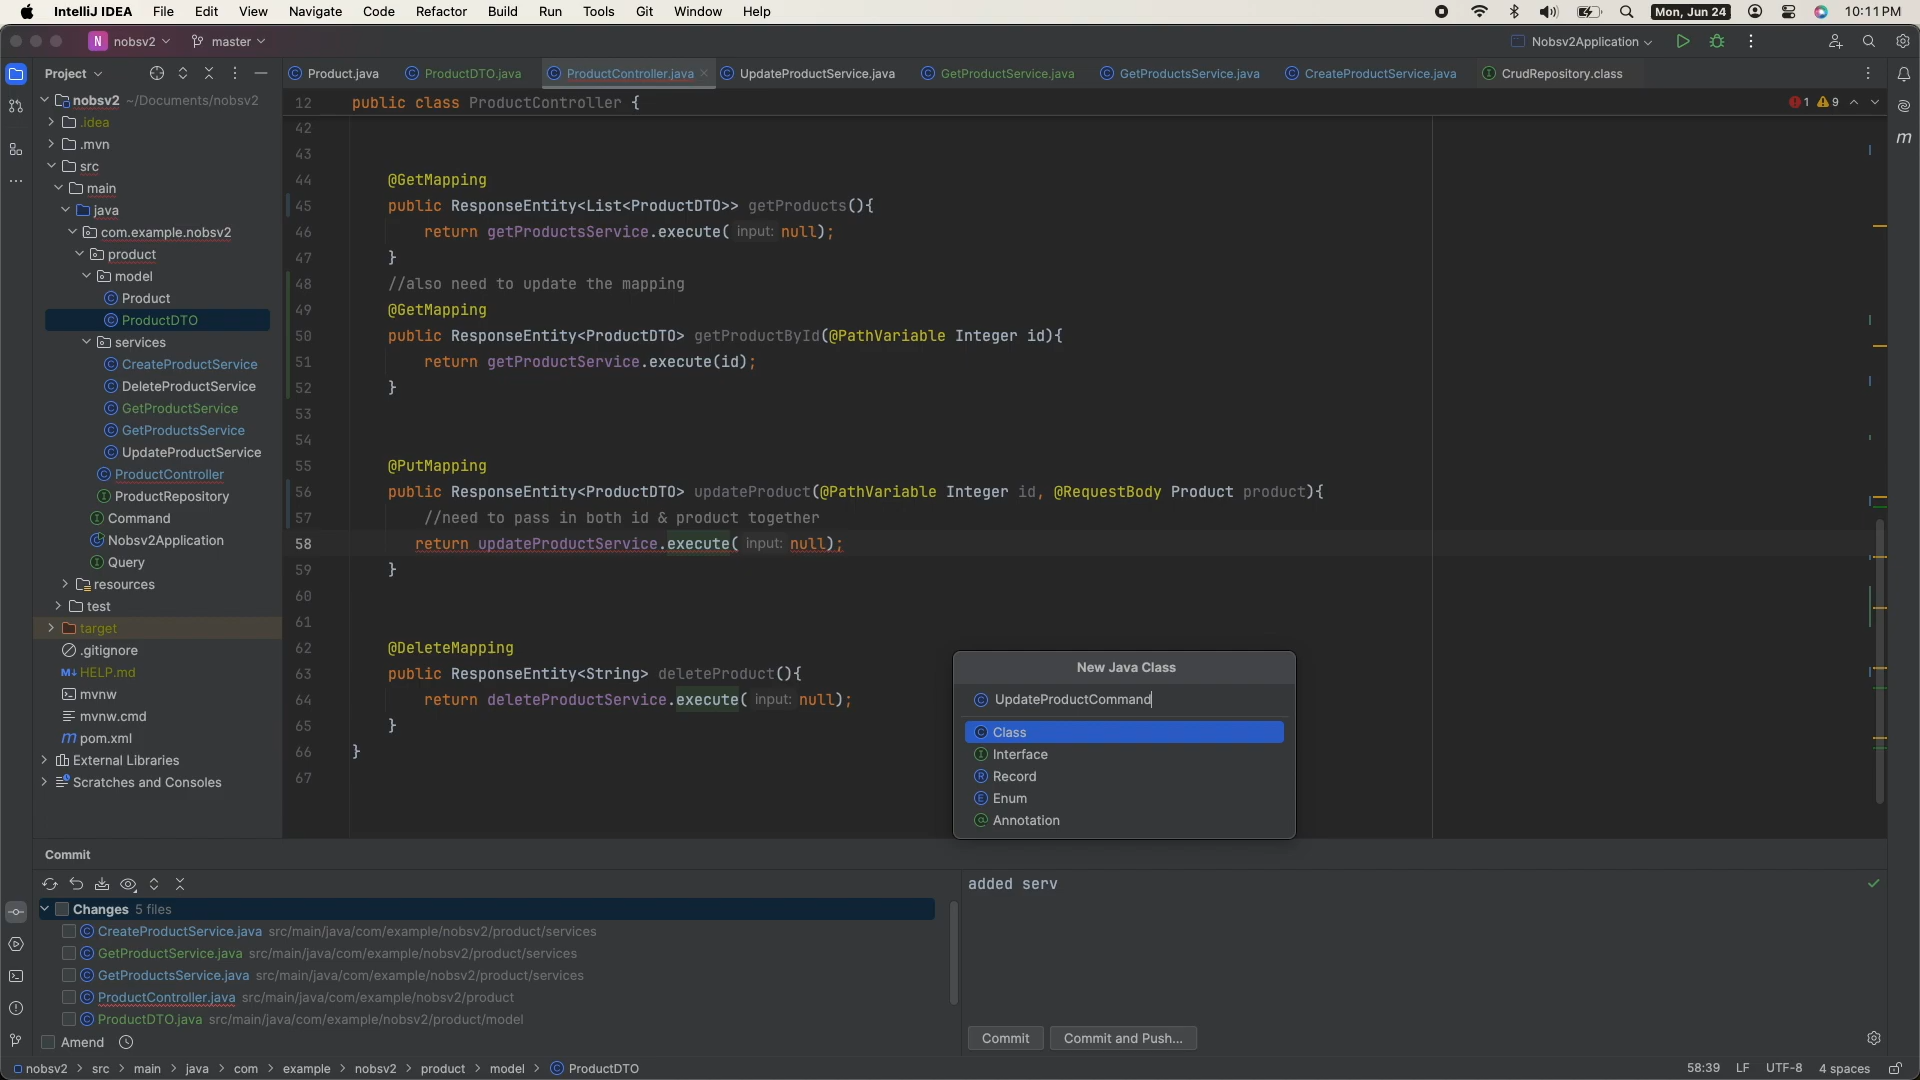 IntelliJ IDEA File Edit View Navigate Code Refactor Build Run Tools Git Window Help Mon, Jun 24 10:11 PM
N nobsv2 master Nobsv2Application
Project
Product.java ProductDTO.java ProductController.java UpdateProductService.java GetProductService.java GetProductsService.java CreateProductService.java CrudRepository.class
nobsv2 ~/Documents/nobsv2
.idea
.mvn
src
main
java
com.example.nobsv2
product
model
Product
ProductDTO
services
CreateProductService
DeleteProductService
GetProductService
GetProductsService
UpdateProductService
ProductController
ProductRepository
Command
Nobsv2Application
Query
resources
test
target
.gitignore
HELP.md
mvnw
mvnw.cmd
pom.xml
External Libraries
Scratches and Consoles
12 public class ProductController {
1 9
42
43
44 @GetMapping
45 public ResponseEntity<List<ProductDTO>> getProducts(){
46 return getProductsService.execute( input: null);
47 }
48 //also need to update the mapping
49 @GetMapping
50 public ResponseEntity<ProductDTO> getProductById(@PathVariable Integer id){
51 return getProductService.execute(id);
52 }
53
54
55 @PutMapping
56 public ResponseEntity<ProductDTO> updateProduct(@PathVariable Integer id, @RequestBody Product product){
57 //need to pass in both id & product together
58 return updateProductService.execute( input: null);
59 }
60
61
62 @DeleteMapping
63 public ResponseEntity<String> deleteProduct(){
64 return deleteProductService.execute( input: null);
65 }
66 }
67
New Java Class
UpdateProductCommand
Class
Interface
Record
Enum
Annotation
Commit
Changes 5 files
CreateProductService.java src/main/java/com/example/nobsv2/product/services
GetProductService.java src/main/java/com/example/nobsv2/product/services
GetProductsService.java src/main/java/com/example/nobsv2/product/services
ProductController.java src/main/java/com/example/nobsv2/product
ProductDTO.java src/main/java/com/example/nobsv2/product/model
Amend
added serv
Commit Commit and Push...
nobsv2 > src > main > java > com > example > nobsv2 > product > model > ProductDTO 58:39 LF UTF-8 4 spaces